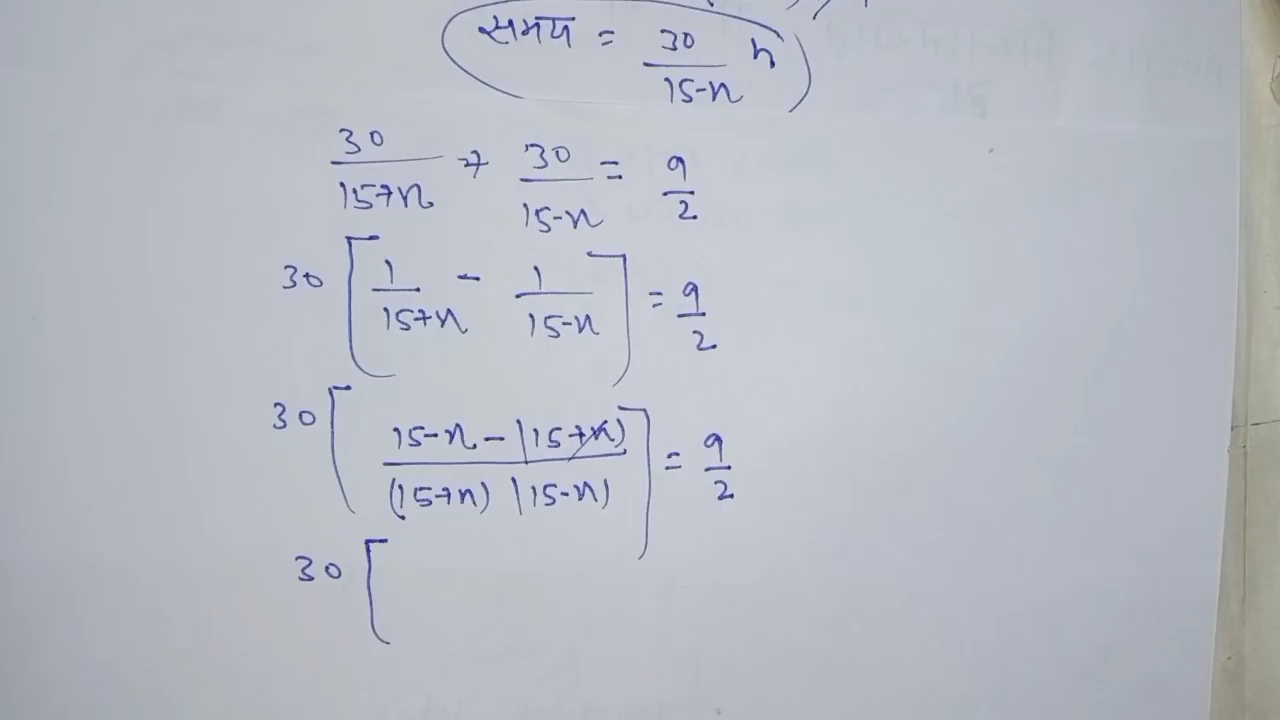 समय = 30/15-x h
30/15+x + 30/15-x = 9/2
30 [ 1/15+x - 1/15-x ] = 9/2
30 [ 15-x-(15+x)/(15+x) (15-x) ] = 9/2
30 [